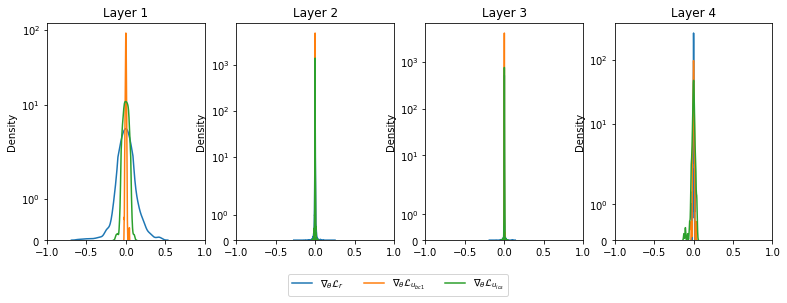 Layer 1 Layer 2 Layer 3 Layer 4
Density Density Density Density
10² 10¹ 10⁰ 0
10³ 10² 10¹ 10⁰ 0
10³ 10² 10¹ 10⁰ 0
10² 10¹ 10⁰ 0
−1.0 −0.5 0.0 0.5 1.0 −1.0 −0.5 0.0 0.5 1.0 −1.0 −0.5 0.0 0.5 1.0 −1.0 −0.5 0.0 0.5 1.0
∇θℒr ∇θℒu_bc1 ∇θℒu_ics